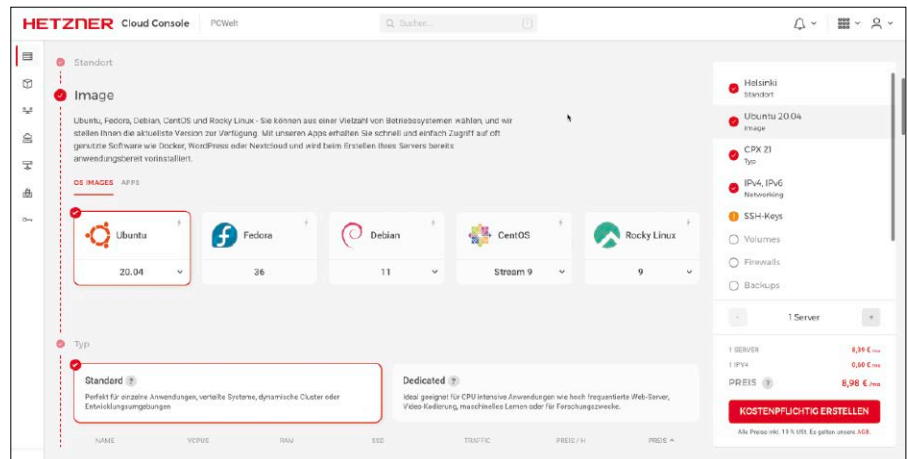 HETZNER Cloud Console PCWelt Suchen...
Standort
Image
Ubuntu, Fedora, Debian, CentOS und Rocky Linux - Sie können aus einer Vielzahl von Betriebssystemen wählen, und wir
stellen Ihnen die aktuellste Version zur Verfügung. Mit unseren Apps erhalten Sie schnell und einfach Zugriff auf oft
genutzte Software wie Docker, WordPress oder Nextcloud und wird beim Erstellen Ihres Servers bereits
anwendungsbereit vorinstalliert.
OS IMAGES APPS
Ubuntu
20.04
Fedora
36
Debian
11
CentOS
Stream 9
Rocky Linux
9
Typ
Standard ?
Perfekt für einzelne Anwendungen, verteilte Systeme, dynamische Cluster oder
Entwicklungsumgebungen
Dedicated ?
Ideal geeignet für CPU intensive Anwendungen wie hoch frequentierte Web-Server,
Video-Kodierung, maschinelles Lernen oder für Forschungszwecke.
NAME VCPUS RAM SSD TRAFFIC PREIS / H PREIS
Helsinki
Standort
Ubuntu 20.04
Image
CPX 21
Typ
IPv4, IPv6
Networking
SSH-Keys
Volumes
Firewalls
Backups
- 1 Server +
1 SERVER 8,39 € /mo
1 IPV4 0,60 € /mo
PREIS ? 8,98 € /mo
KOSTENPFLICHTIG ERSTELLEN
Alle Preise inkl. 19 % USt. Es gelten unsere AGB.